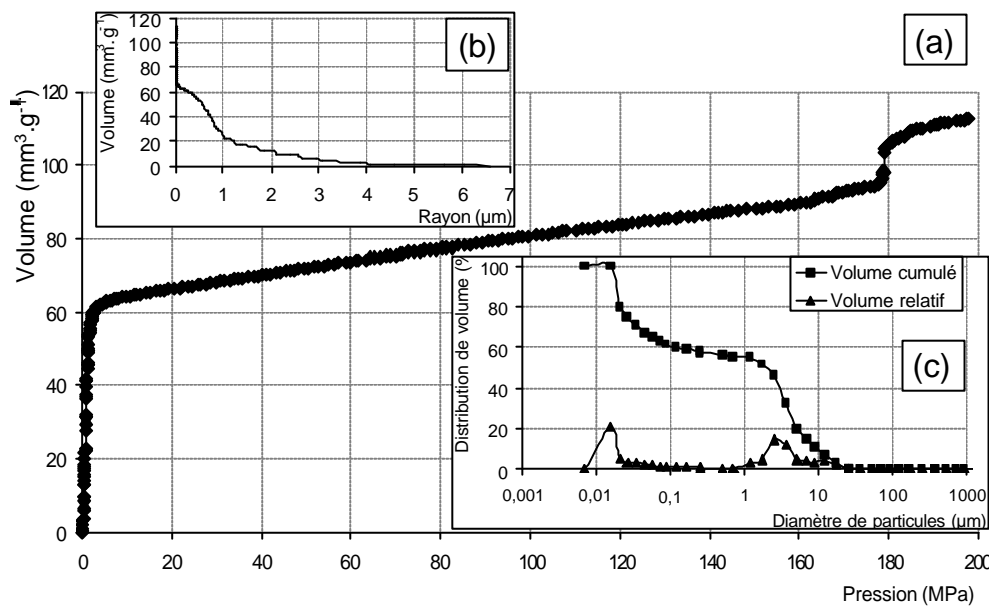 (a)
Volume (mm³.g⁻¹)
120
100
80
60
40
20
0
0 20 40 60 80 100 120 140 160 180 200
Pression (MPa)
(b)
Volume (mm³.g⁻¹)
120
100
80
60
40
20
0
0 1 2 3 4 5 6 7
Rayon (µm)
(c)
Volume cumulé
Volume relatif
Distribution de volume (%
100
80
60
40
20
0
0,001 0,01 0,1 1 10 100 1000
Diamètre de particules (µm)